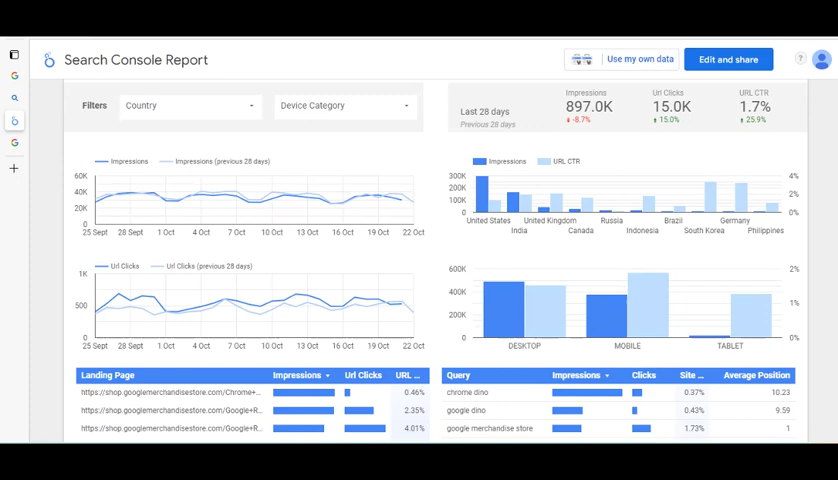 Search Console Report
Use my own data
Edit and share
?
Filters
Country
Device Category
Last 28 days
Previous 28 days
Impressions
897.0K
-8.7%
Url Clicks
15.0K
15.0%
URL CTR
1.7%
25.9%
Impressions
Impressions (previous 28 days)
60K
40K
20K
0
25 Sept 28 Sept 1 Oct 4 Oct 7 Oct 10 Oct 13 Oct 16 Oct 19 Oct 22 Oct
Impressions
URL CTR
300K
200K
100K
0
4%
2%
0%
United States
India
United Kingdom
Canada
Russia
Indonesia
Brazil
South Korea
Germany
Philippines
Url Clicks
Url Clicks (previous 28 days)
1K
500
0
25 Sept 28 Sept 1 Oct 4 Oct 7 Oct 10 Oct 13 Oct 16 Oct 19 Oct 22 Oct
600K
400K
200K
0
2%
1%
0%
DESKTOP MOBILE TABLET
Landing Page Impressions Url Clicks URL ...
https://shop.googlemerchandisestore.com/Chrome+... 0.46%
https://shop.googlemerchandisestore.com/Google+R... 2.35%
https://shop.googlemerchandisestore.com/Google+R... 4.01%
Query Impressions Clicks Site ... Average Position
chrome dino 0.37% 10.23
google dino 0.43% 9.59
google merchandise store 1.73% 1